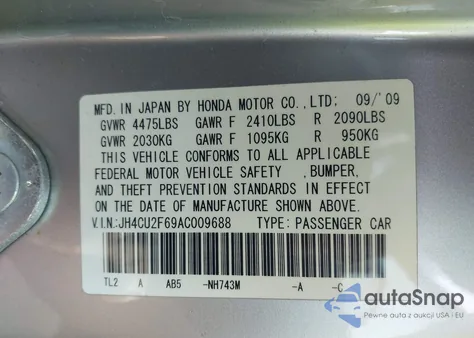 MFD. IN JAPAN BY HONDA MOTOR CO., LTD: 09/'09
GVWR 4475LBS GAWR F 2410LBS R 2090LBS
GVWR 2030KG GAWR F 1095KG R 950KG
THIS VEHICLE CONFORMS TO ALL APPLICABLE
FEDERAL MOTOR VEHICLE SAFETY , BUMPER,
AND THEFT PREVENTION STANDARDS IN EFFECT
ON THE DATE OF MANUFACTURE SHOWN ABOVE.
V.I.N:JH4CU2F69AC009688 TYPE: PASSENGER CAR
TL2 A AB5 -NH743M -A -C
autoSnap
Pewne auta z USA i EU